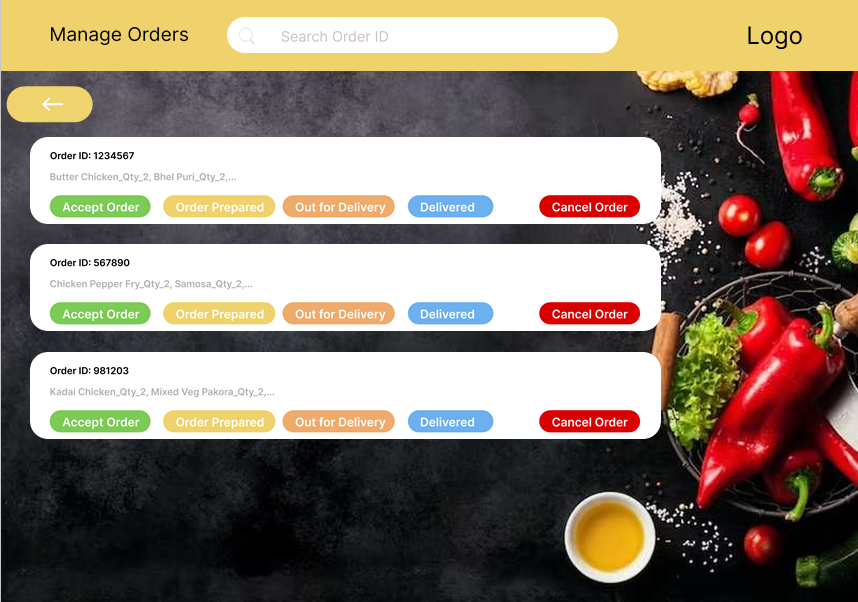 Manage Orders
Search Order ID
Logo
Order ID: 1234567
Butter Chicken_Qty_2, Bhel Puri_Qty_2,...
Accept Order Order Prepared Out for Delivery Delivered Cancel Order
Order ID: 567890
Chicken Pepper Fry_Qty_2, Samosa_Qty_2,...
Accept Order Order Prepared Out for Delivery Delivered Cancel Order
Order ID: 981203
Kadai Chicken_Qty_2, Mixed Veg Pakora_Qty_2,...
Accept Order Order Prepared Out for Delivery Delivered Cancel Order